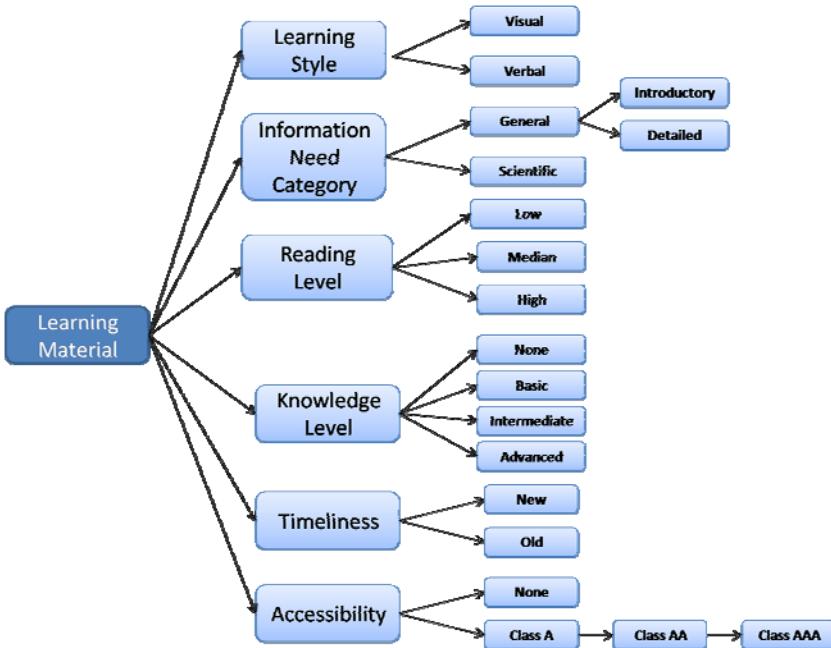 Learning
Style
Visual
Verbal
Information
Need
Category
General
Introductory
Detailed
Scientific
Reading
Level
Low
Median
High
Learning
Material
Knowledge
Level
None
Basic
Intermediate
Advanced
Timeliness
New
Old
Accessibility
None
Class A
Class AA
Class AAA